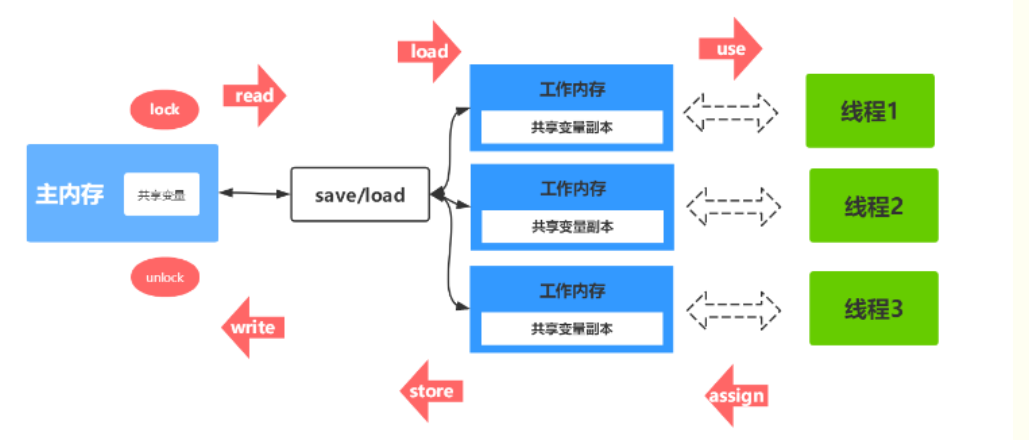 load
use
read
lock
工作内存
共享变量副本
线程1
主内存
共享变量
save/load
工作内存
共享变量副本
线程2
unlock
工作内存
共享变量副本
线程3
write
store
assign